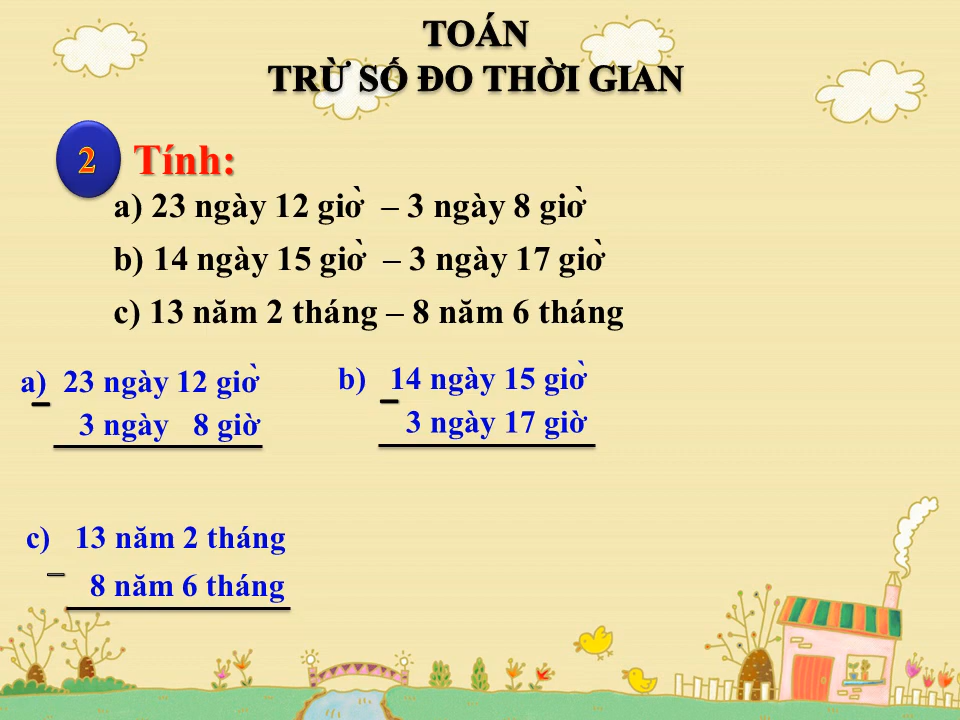 TOÁN
TRỪ SỐ ĐO THỜI GIAN
2 Tính:
a) 23 ngày 12 giờ – 3 ngày 8 giờ
b) 14 ngày 15 giờ – 3 ngày 17 giờ
c) 13 năm 2 tháng – 8 năm 6 tháng
a) 23 ngày 12 giờ
–
3 ngày 8 giờ
b) 14 ngày 15 giờ
–
3 ngày 17 giờ
c) 13 năm 2 tháng
–
8 năm 6 tháng